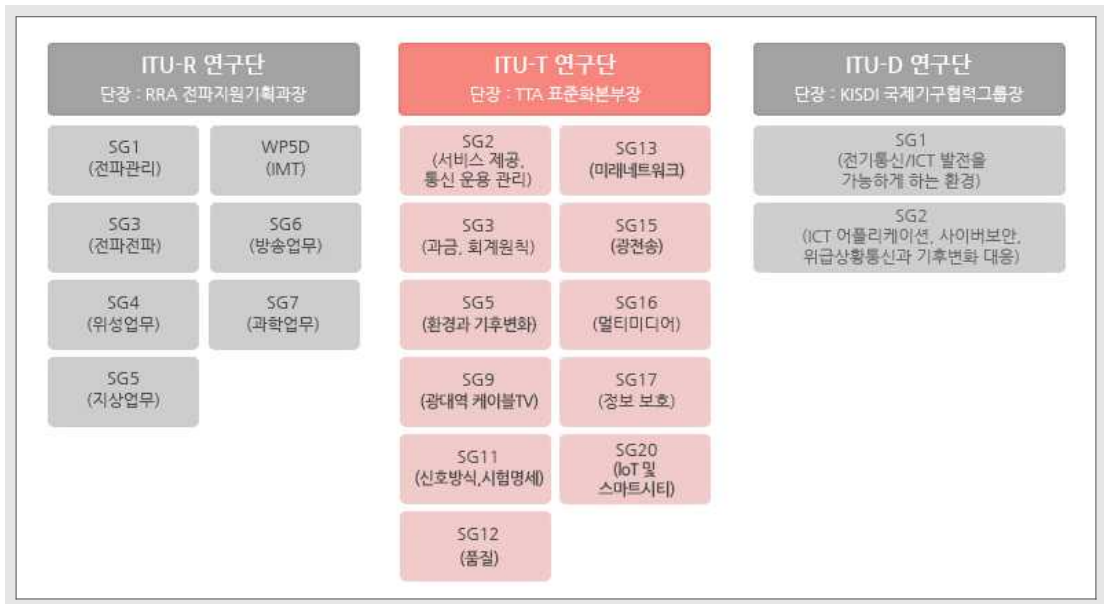 ITU-R 연구단
단장 : RRA 전파지원기획과장
SG1
(전파관리)
WP5D
(IMT)
SG3
(전파전파)
SG6
(방송업무)
SG4
(위성업무)
SG7
(과학업무)
SG5
(지상업무)
ITU-T 연구단
단장 : TTA 표준화본부장
SG2
(서비스 제공,
통신 운용 관리)
SG13
(미래네트워크)
SG3
(과금, 회계원칙)
SG15
(광전송)
SG5
(환경과 기후변화)
SG16
(멀티미디어)
SG9
(광대역 케이블TV)
SG17
(정보 보호)
SG11
(신호방식,시험명세)
SG20
(IoT 및
스마트시티)
SG12
(품질)
ITU-D 연구단
단장 : KISDI 국제기구협력그룹장
SG1
(전기통신/ICT 발전을
가능하게 하는 환경)
SG2
(ICT 어플리케이션, 사이버보안,
위급상황통신과 기후변화 대응)